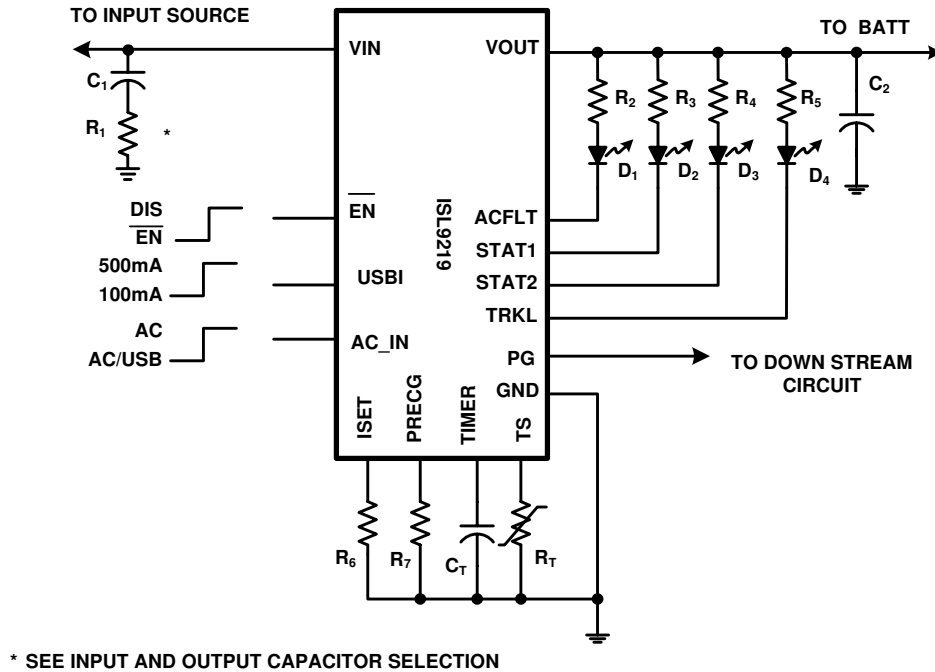 TO INPUT SOURCE
TO BATT
VIN
VOUT
C1
R1
*
R2
R3
R4
R5
C2
D1
D2
D3
D4
DIS
EN
500mA
100mA
AC
AC/USB
EN
USBI
AC_IN
ISL9219
ACFLT
STAT1
STAT2
TRKL
PG
GND
TO DOWN STREAM
CIRCUIT
ISET
PRECG
TIMER
TS
R6
R7
CT
RT
* SEE INPUT AND OUTPUT CAPACITOR SELECTION